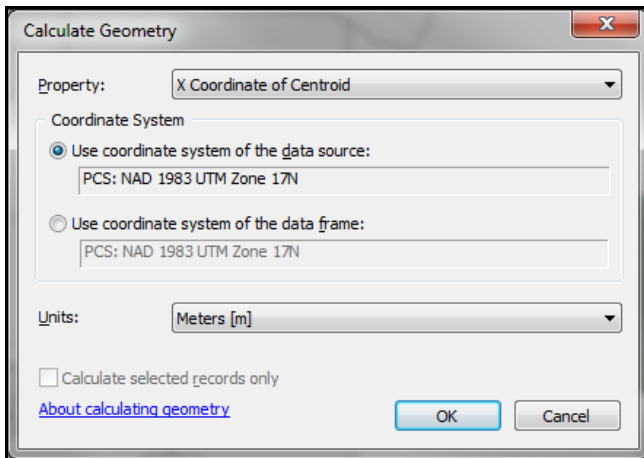 Calculate Geometry
Property:
X Coordinate of Centroid
Coordinate System
Use coordinate system of the data source:
PCS: NAD 1983 UTM Zone 17N
Use coordinate system of the data frame:
PCS: NAD 1983 UTM Zone 17N
Units:
Meters [m]
Calculate selected records only
About calculating geometry
OK
Cancel